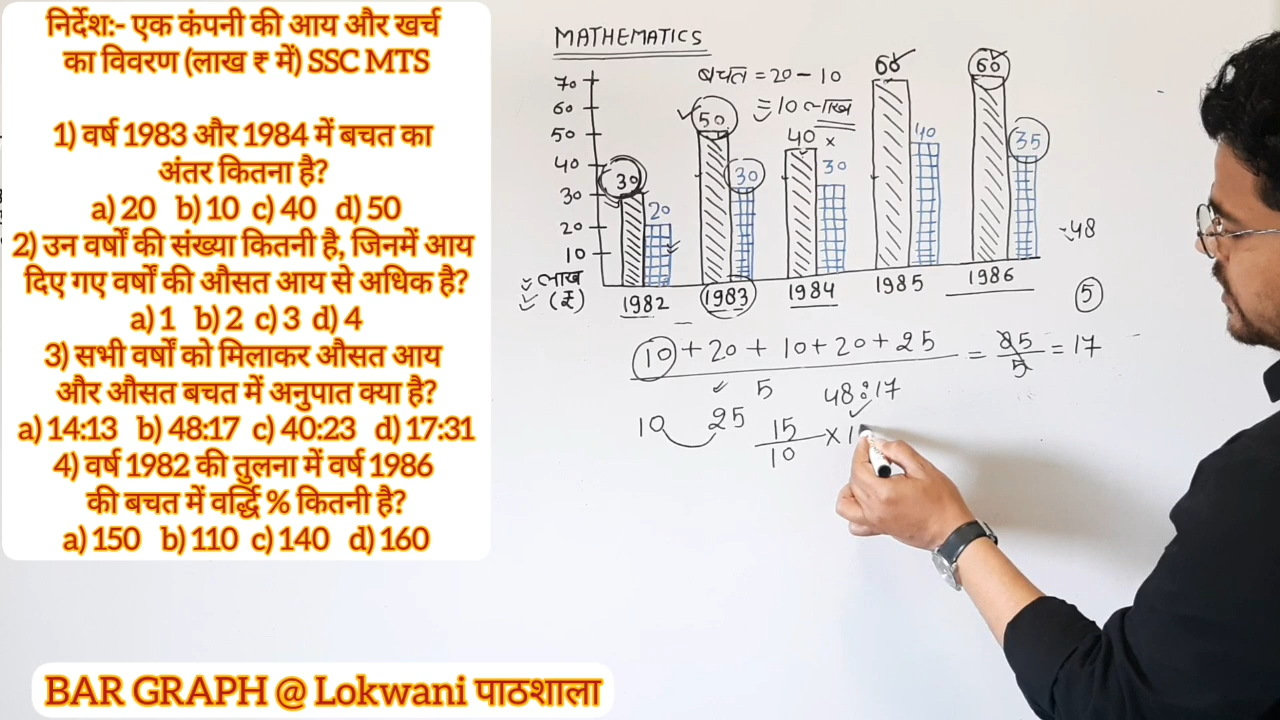 निर्देश:- एक कंपनी की आय और खर्च
का विवरण (लाख ₹ में) SSC MTS
1) वर्ष 1983 और 1984 में बचत का
अंतर कितना है?
a) 20 b) 10 c) 40 d) 50
2) उन वर्षों की संख्या कितनी है, जिनमें आय
दिए गए वर्षों की औसत आय से अधिक है?
a) 1 b) 2 c) 3 d) 4
3) सभी वर्षों को मिलाकर औसत आय
और औसत बचत में अनुपात क्या है?
a) 14:13 b) 48:17 c) 40:23 d) 17:31
4) वर्ष 1982 की तुलना में वर्ष 1986
की बचत में वर्द्धि % कितनी है?
a) 150 b) 110 c) 140 d) 160
BAR GRAPH @ Lokwani पाठशाला
MATHEMATICS
बचत = 20 - 10
= 10 लाख
70
60
50
40
30
20
10
लाख
(₹)
30
20
50
30
40 x
30
60
40
60
35
1982
1983
1984
1985
1986
48
5
10 + 20 + 10 + 20 + 25 = 85 = 17
5
5
48:17
10 25
15
10
x 1